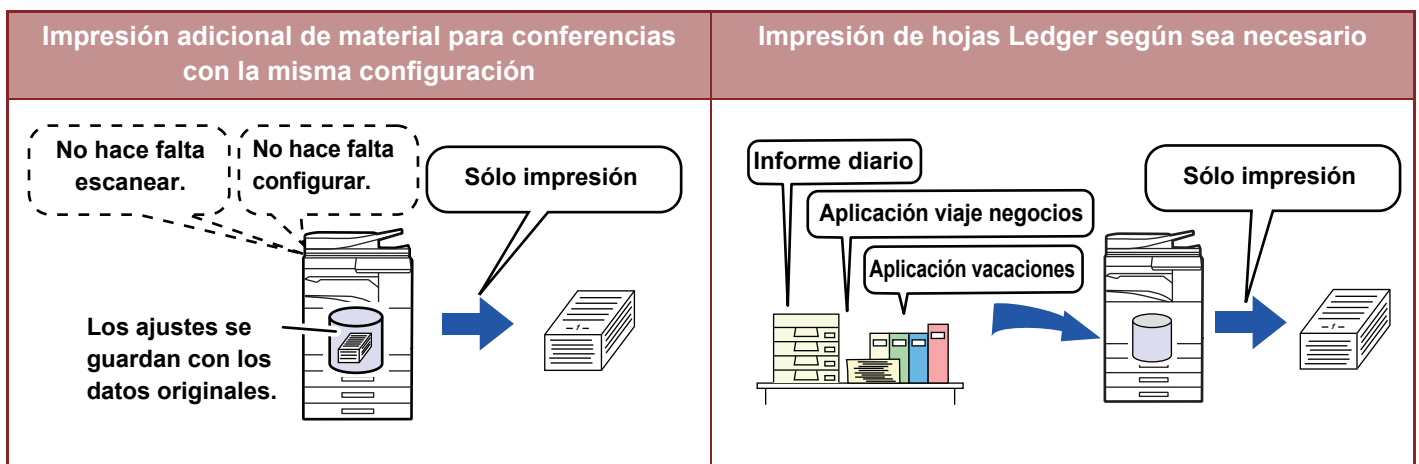 Impresión adicional de material para conferencias
con la misma configuración
No hace falta
escanear.
No hace falta
configurar.
Sólo impresión
Los ajustes se
guardan con los
datos originales.
-1-
Impresión de hojas Ledger según sea necesario
Informe diario
Aplicación viaje negocios
Aplicación vacaciones
Sólo impresión
-1-